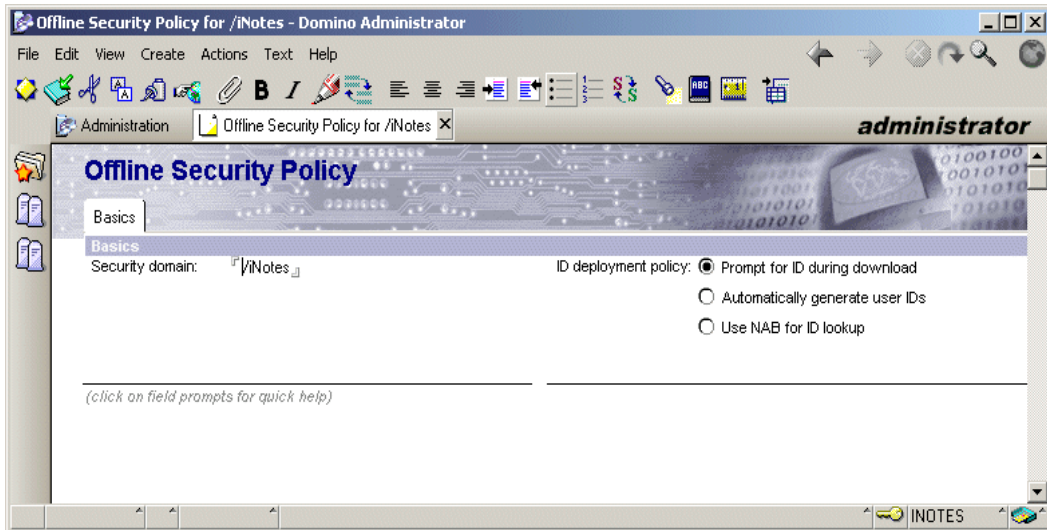 Offline Security Policy for /iNotes - Domino Administrator
File Edit View Create Actions Text Help
Administration Offline Security Policy for /iNotes
administrator
Offline Security Policy
Basics
Basics
Security domain: /iNotes
ID deployment policy: Prompt for ID during download
Automatically generate user IDs
Use NAB for ID lookup
(click on field prompts for quick help)
INOTES